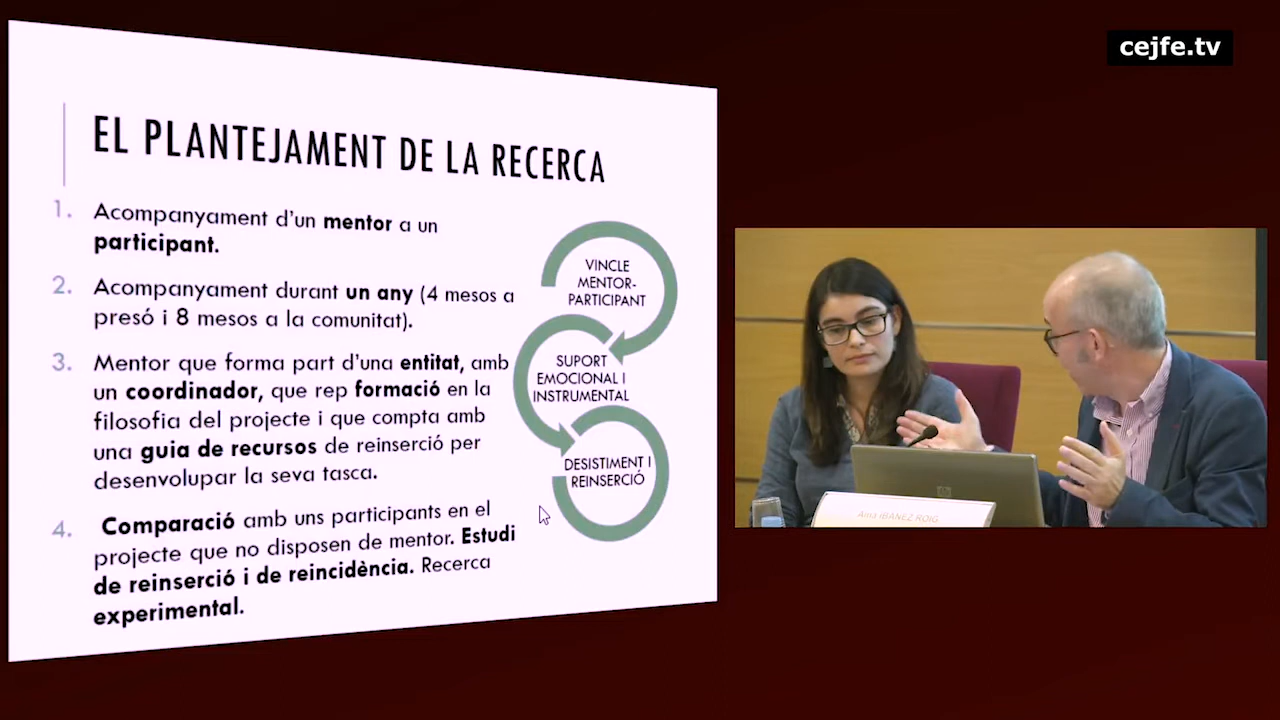 cejfe.tv
EL PLANTEJAMENT DE LA RECERCA
1. Acompanyament d'un mentor a un
participant.
2. Acompanyament durant un any (4 mesos a
presó i 8 mesos a la comunitat).
3. Mentor que forma part d'una entitat, amb
un coordinador, que rep formació en la
filosofia del projecte i que compta amb
una guia de recursos de reinserció per
desenvolupar la seva tasca.
4. Comparació amb uns participants en el
projecte que no disposen de mentor. Estudi
de reinserció i de reincidència. Recerca
experimental.
VINCLE
MENTOR-
PARTICIPANT
SUPORT
EMOCIONAL I
INSTRUMENTAL
DESISTIMENT I
REINSERCIÓ
Aina IBÀÑEZ ROIG